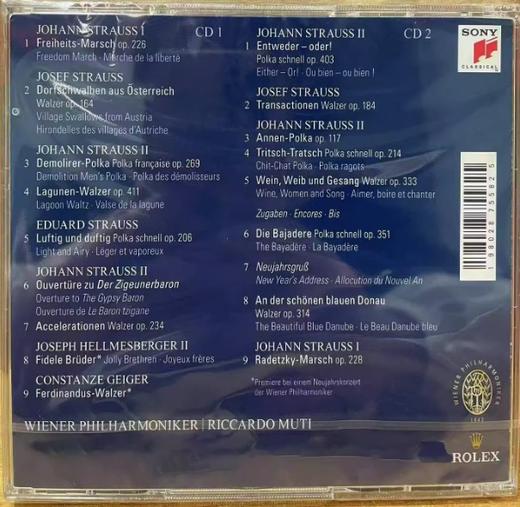 JOHANN STRAUSS I CD 1
1 Freiheits-Marsch op. 226
Freedom March · Marche de la liberté
JOSEF STRAUSS
2 Dorfschwalben aus Österreich
Walzer op. 164
Village Swallows from Austria
Hirondelles des villages d'Autriche
JOHANN STRAUSS II
3 Demolirer-Polka Polka française op. 269
Demolition Men's Polka · Polka des démolisseurs
4 Lagunen-Walzer op. 411
Lagoon Waltz · Valse de la lagune
EDUARD STRAUSS
5 Luftig und duftig Polka schnell op. 206
Light and Airy · Léger et vaporeux
JOHANN STRAUSS II
6 Ouvertüre zu Der Zigeunerbaron
Overture to The Gypsy Baron
Ouverture de Le Baron tzigane
7 Accelerationen Walzer op. 234
JOSEPH HELLMESBERGER II
8 Fidele Brüder* Jolly Brethren · Joyeux frères
CONSTANZE GEIGER
9 Ferdinandus-Walzer*
JOHANN STRAUSS II CD 2
1 Entweder – oder!
Polka schnell op. 403
Either – Or! · Ou bien – ou bien !
JOSEF STRAUSS
2 Transactionen Walzer op. 184
JOHANN STRAUSS II
3 Annen-Polka op. 117
4 Tritsch-Tratsch Polka schnell op. 214
Chit-Chat Polka · Polka ragots
5 Wein, Weib und Gesang Walzer op. 333
Wine, Women and Song · Aimer, boire et chanter
Zugaben · Encores · Bis
6 Die Bajadere Polka schnell op. 351
The Bayadère · La Bayadère
7 Neujahrsgruß
New Year's Address · Allocution du Nouvel An
8 An der schönen blauen Donau
Walzer op. 314
The Beautiful Blue Danube · Le Beau Danube bleu
JOHANN STRAUSS I
9 Radetzky-Marsch op. 228
*Premiere bei einem Neujahrskonzert
der Wiener Philharmoniker
WIENER PHILHARMONIKER | RICCARDO MUTI
SONY
CLASSICAL
1 98028 75582 5
WIENER PHILHARMONIKER
1842
ROLEX